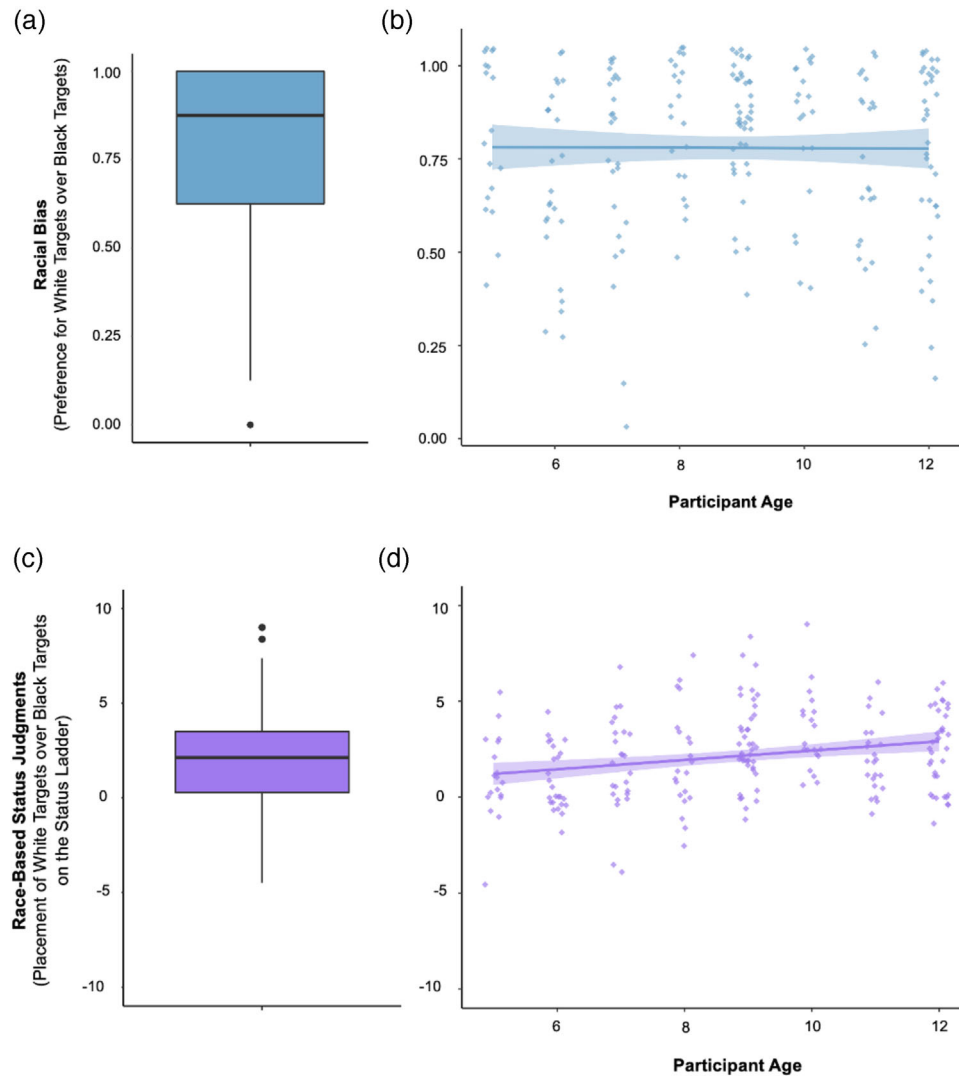 (a)
(b)
Racial Bias
(Preference for White Targets over Black Targets)
1.00
0.75
0.50
0.25
0.00
1.00
0.75
0.50
0.25
0.00
6
8
10
12
Participant Age
(c)
(d)
Race-Based Status Judgments
(Placement of White Targets over Black Targets
on the Status Ladder)
10
5
0
-5
-10
10
5
0
-5
-10
6
8
10
12
Participant Age